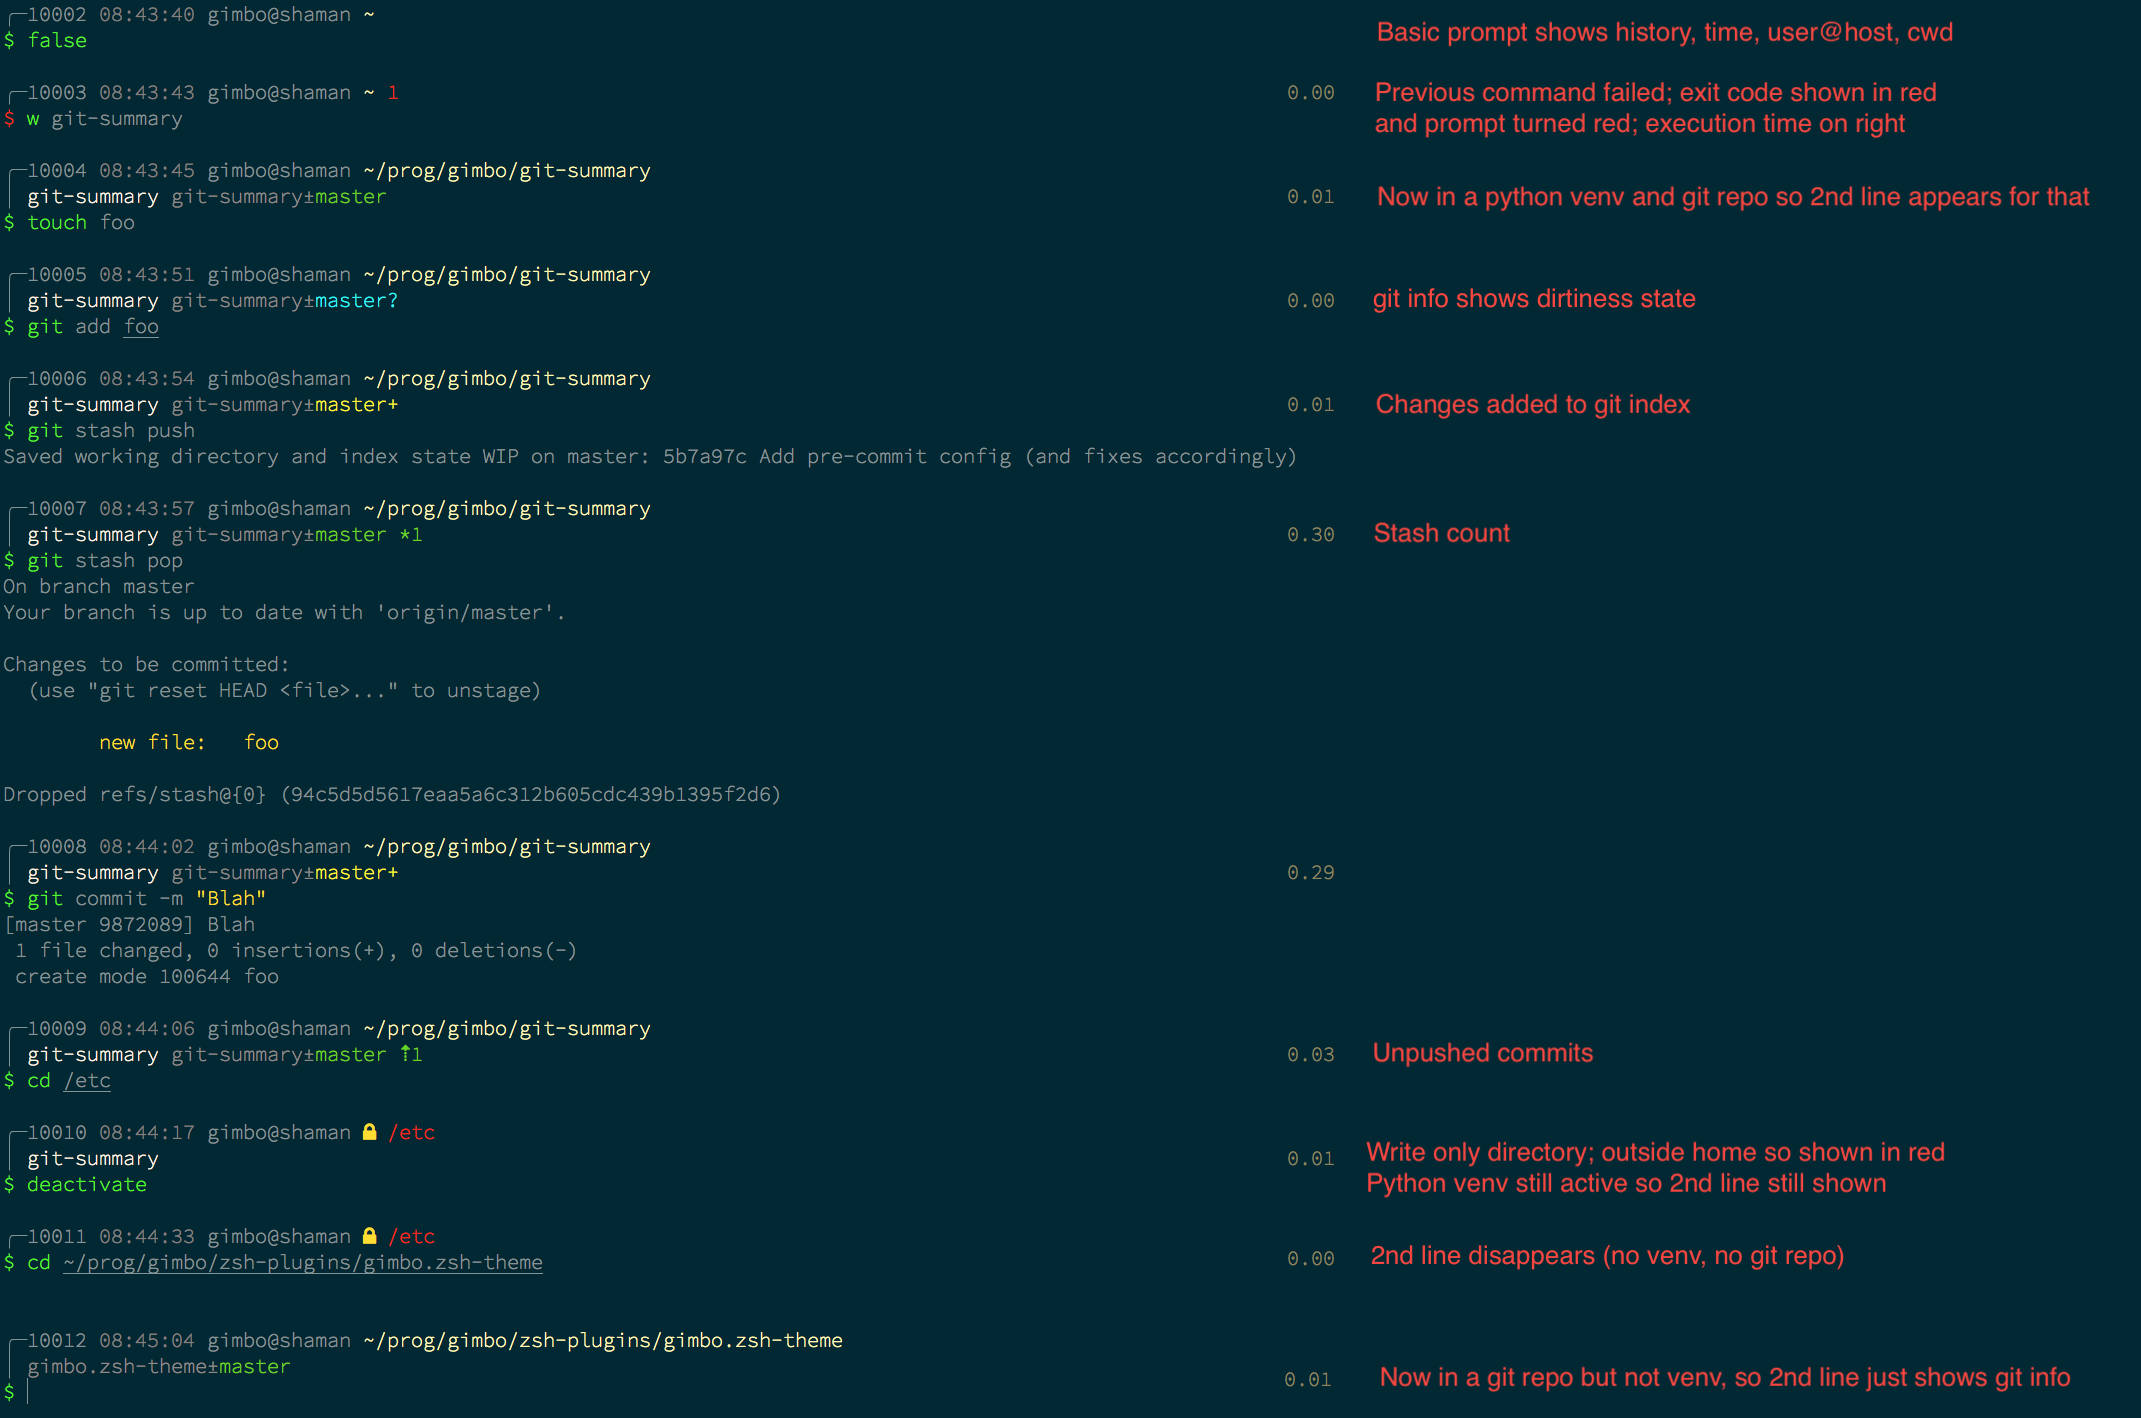 ╭─10002 08:43:40 gimbo@shaman ~
$ false
Basic prompt shows history, time, user@host, cwd
╭─10003 08:43:43 gimbo@shaman ~ 1
0.00
Previous command failed; exit code shown in red
$ w git-summary
and prompt turned red; execution time on right
╭─10004 08:43:45 gimbo@shaman ~/prog/gimbo/git-summary
│ git-summary git-summary±master
0.01
Now in a python venv and git repo so 2nd line appears for that
$ touch foo
╭─10005 08:43:51 gimbo@shaman ~/prog/gimbo/git-summary
│ git-summary git-summary±master?
0.00
git info shows dirtiness state
$ git add foo
╭─10006 08:43:54 gimbo@shaman ~/prog/gimbo/git-summary
│ git-summary git-summary±master+
0.01
Changes added to git index
$ git stash push
Saved working directory and index state WIP on master: 5b7a97c Add pre-commit config (and fixes accordingly)
╭─10007 08:43:57 gimbo@shaman ~/prog/gimbo/git-summary
│ git-summary git-summary±master *1
0.30
Stash count
$ git stash pop
On branch master
Your branch is up to date with 'origin/master'.
Changes to be committed:
  (use "git reset HEAD <file>..." to unstage)
        new file:   foo
Dropped refs/stash@{0} (94c5d5d5617eaa5a6c312b605cdc439b1395f2d6)
╭─10008 08:44:02 gimbo@shaman ~/prog/gimbo/git-summary
│ git-summary git-summary±master+
0.29
$ git commit -m "Blah"
[master 9872089] Blah
 1 file changed, 0 insertions(+), 0 deletions(-)
 create mode 100644 foo
╭─10009 08:44:06 gimbo@shaman ~/prog/gimbo/git-summary
│ git-summary git-summary±master ⇡1
0.03
Unpushed commits
$ cd /etc
╭─10010 08:44:17 gimbo@shaman 🔒 /etc
│ git-summary
0.01
Write only directory; outside home so shown in red
$ deactivate
Python venv still active so 2nd line still shown
╭─10011 08:44:33 gimbo@shaman 🔒 /etc
$ cd ~/prog/gimbo/zsh-plugins/gimbo.zsh-theme
0.00
2nd line disappears (no venv, no git repo)
╭─10012 08:45:04 gimbo@shaman ~/prog/gimbo/zsh-plugins/gimbo.zsh-theme
│ gimbo.zsh-theme±master
0.01
Now in a git repo but not venv, so 2nd line just shows git info
$